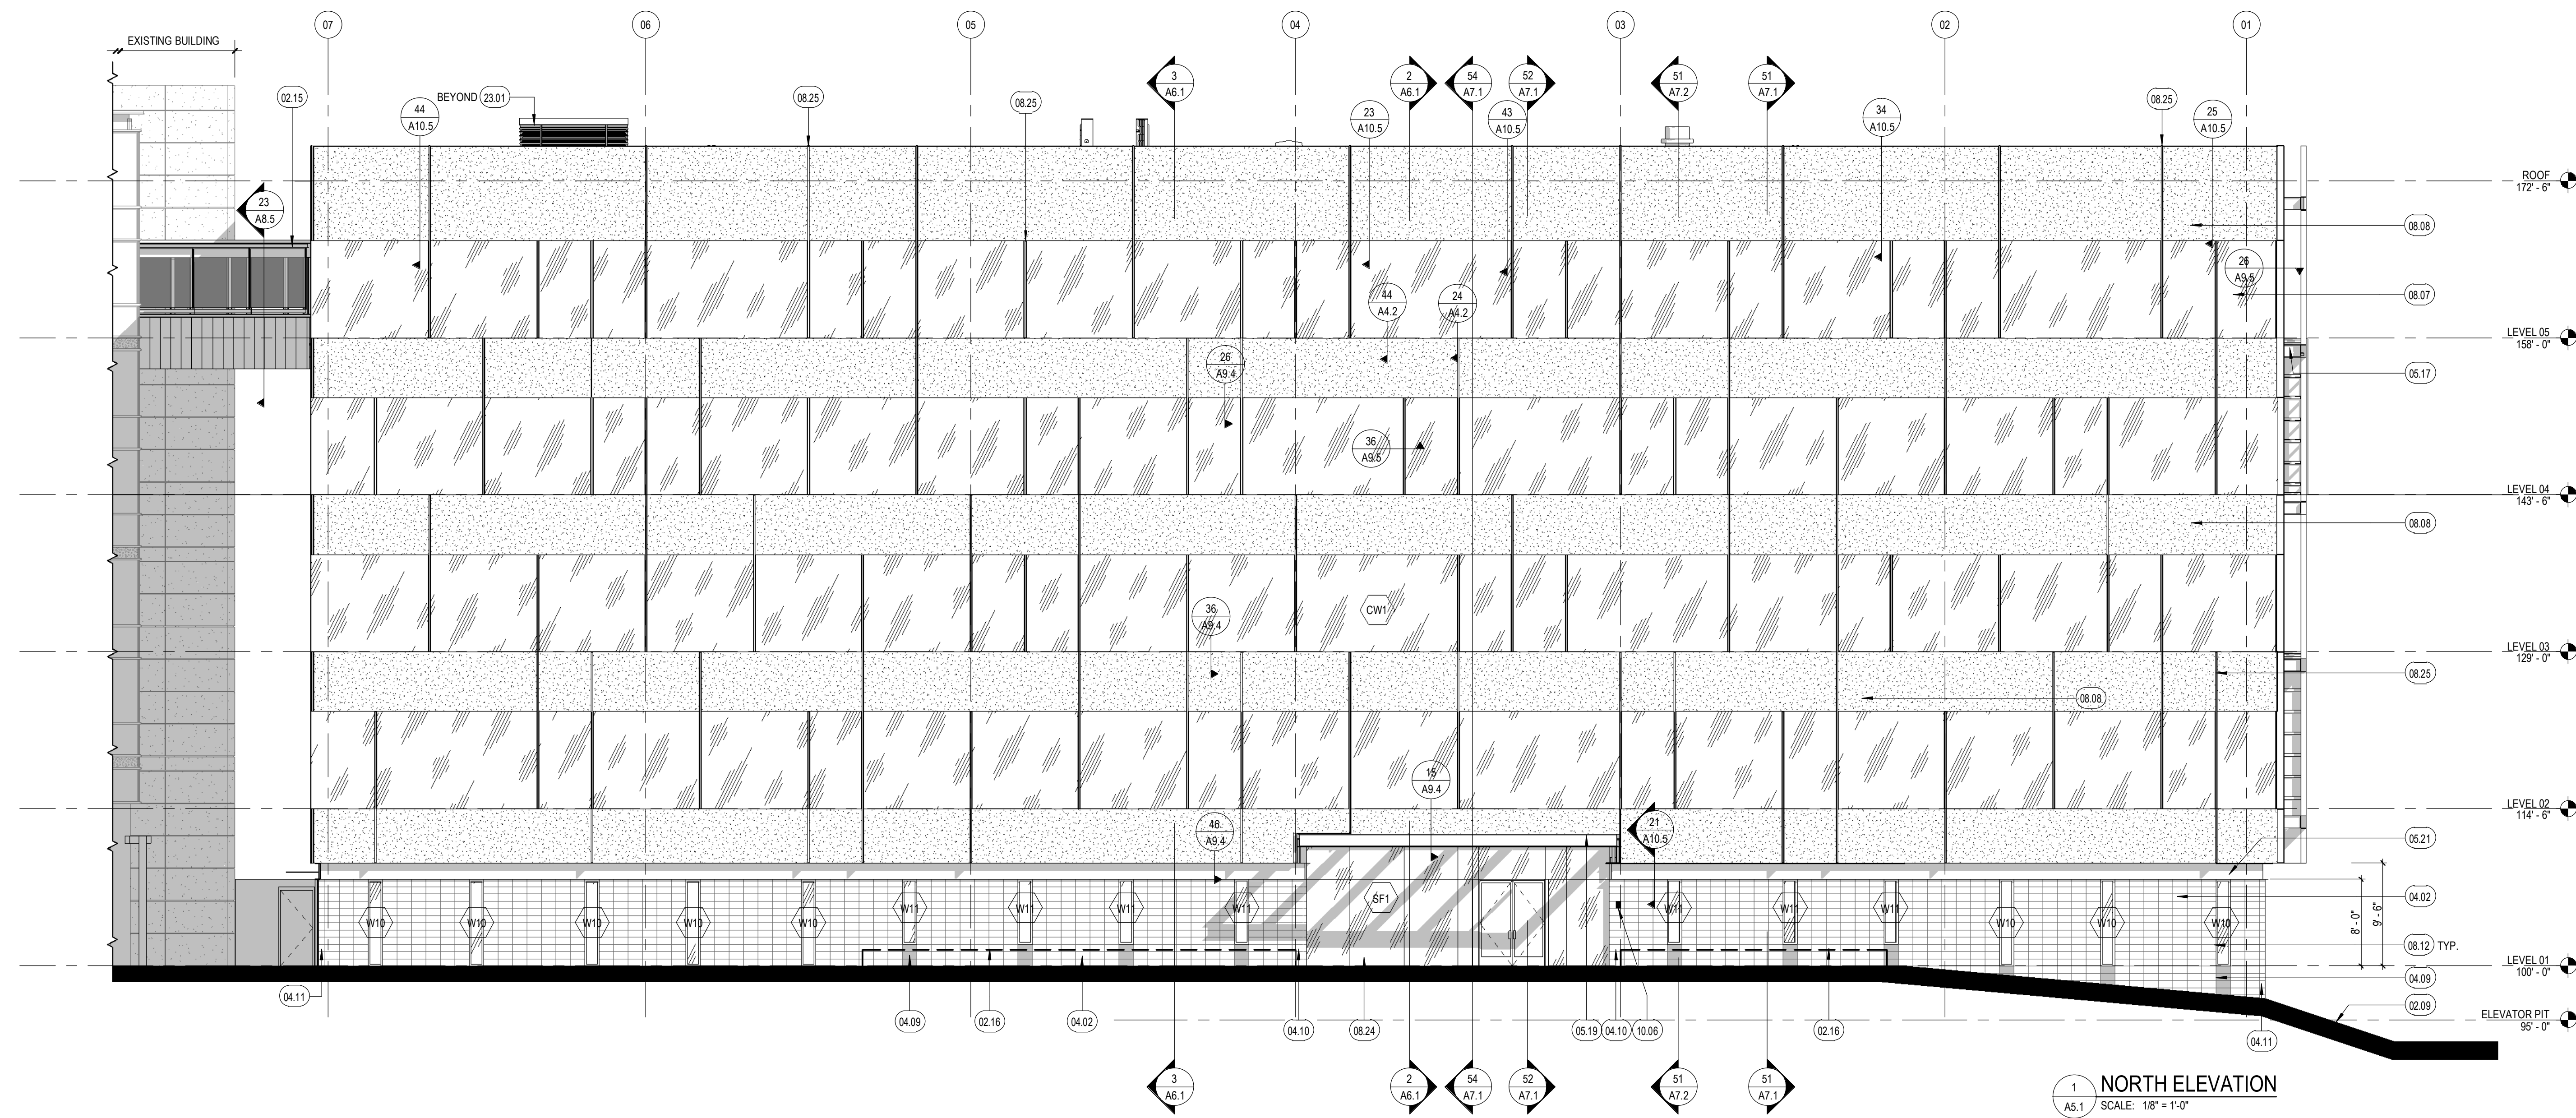 07
06
05
04
03
02
01
EXISTING BUILDING
3
A6.1
2
A6.1
54
A7.1
52
A7.1
51
A7.2
51
A7.1
02.15
44
A10.5
BEYOND 23.01
08.25
08.25
23
A10.5
43
A10.5
34
A10.5
08.25
25
A10.5
ROOF
172' - 6"
23
A8.5
08.08
26
A9.5
08.07
44
A4.2
24
A4.2
LEVEL 05
158' - 0"
26
A9.4
05.17
36
A9.5
LEVEL 04
143' - 6"
08.08
CW1
36
A9.4
LEVEL 03
129' - 0"
08.25
08.08
15
A9.4
LEVEL 02
114' - 6"
46
A9.4
21
A10.5
05.21
SF1
04.02
W10
W10
W10
W10
W10
W11
W11
W11
W11
W11
W11
W11
W10
W10
W10
8' - 0"
9' - 6"
08.12 TYP.
LEVEL 01
100' - 0"
04.09
04.11
02.09
04.09
02.16
04.02
04.10
08.24
05.19
04.10
10.06
02.16
ELEVATOR PIT
95' - 0"
04.11
3
A6.1
2
A6.1
54
A7.1
52
A7.1
51
A7.2
51
A7.1
1
A5.1
NORTH ELEVATION
SCALE: 1/8" = 1'-0"